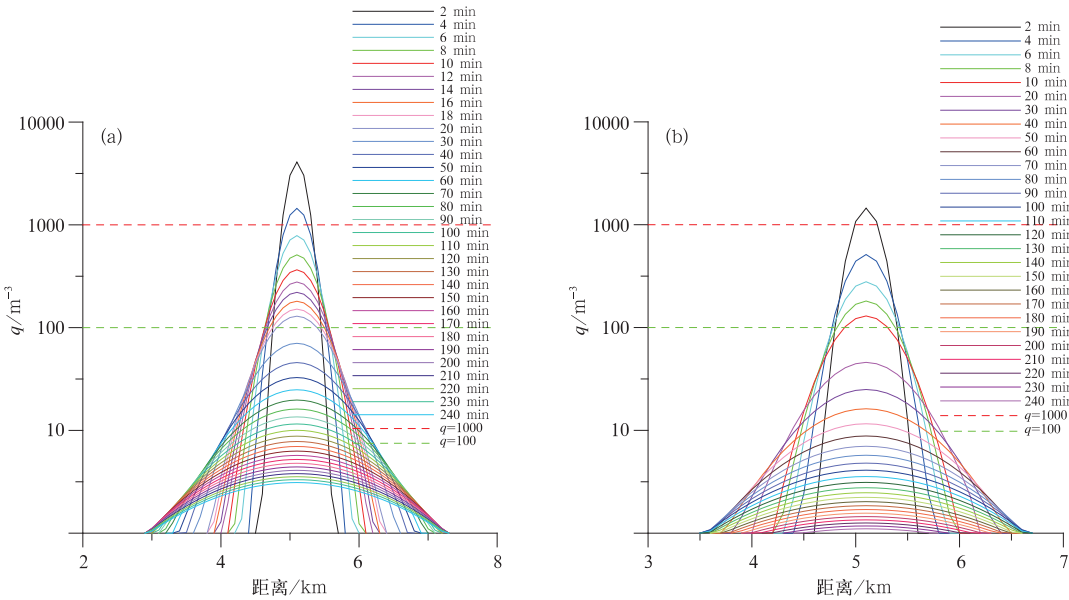 (a)
q/m⁻³
10000
1000
100
10
2
4
6
8
距离/km
2 min
4 min
6 min
8 min
10 min
12 min
14 min
16 min
18 min
20 min
30 min
40 min
50 min
60 min
70 min
80 min
90 min
100 min
110 min
120 min
130 min
140 min
150 min
160 min
170 min
180 min
190 min
200 min
210 min
220 min
230 min
240 min
q=1000
q=100
(b)
q/m⁻³
10000
1000
100
10
3
4
5
6
7
距离/km
2 min
4 min
6 min
8 min
10 min
20 min
30 min
40 min
50 min
60 min
70 min
80 min
90 min
100 min
110 min
120 min
130 min
140 min
150 min
160 min
170 min
180 min
190 min
200 min
210 min
220 min
230 min
240 min
q=1000
q=100